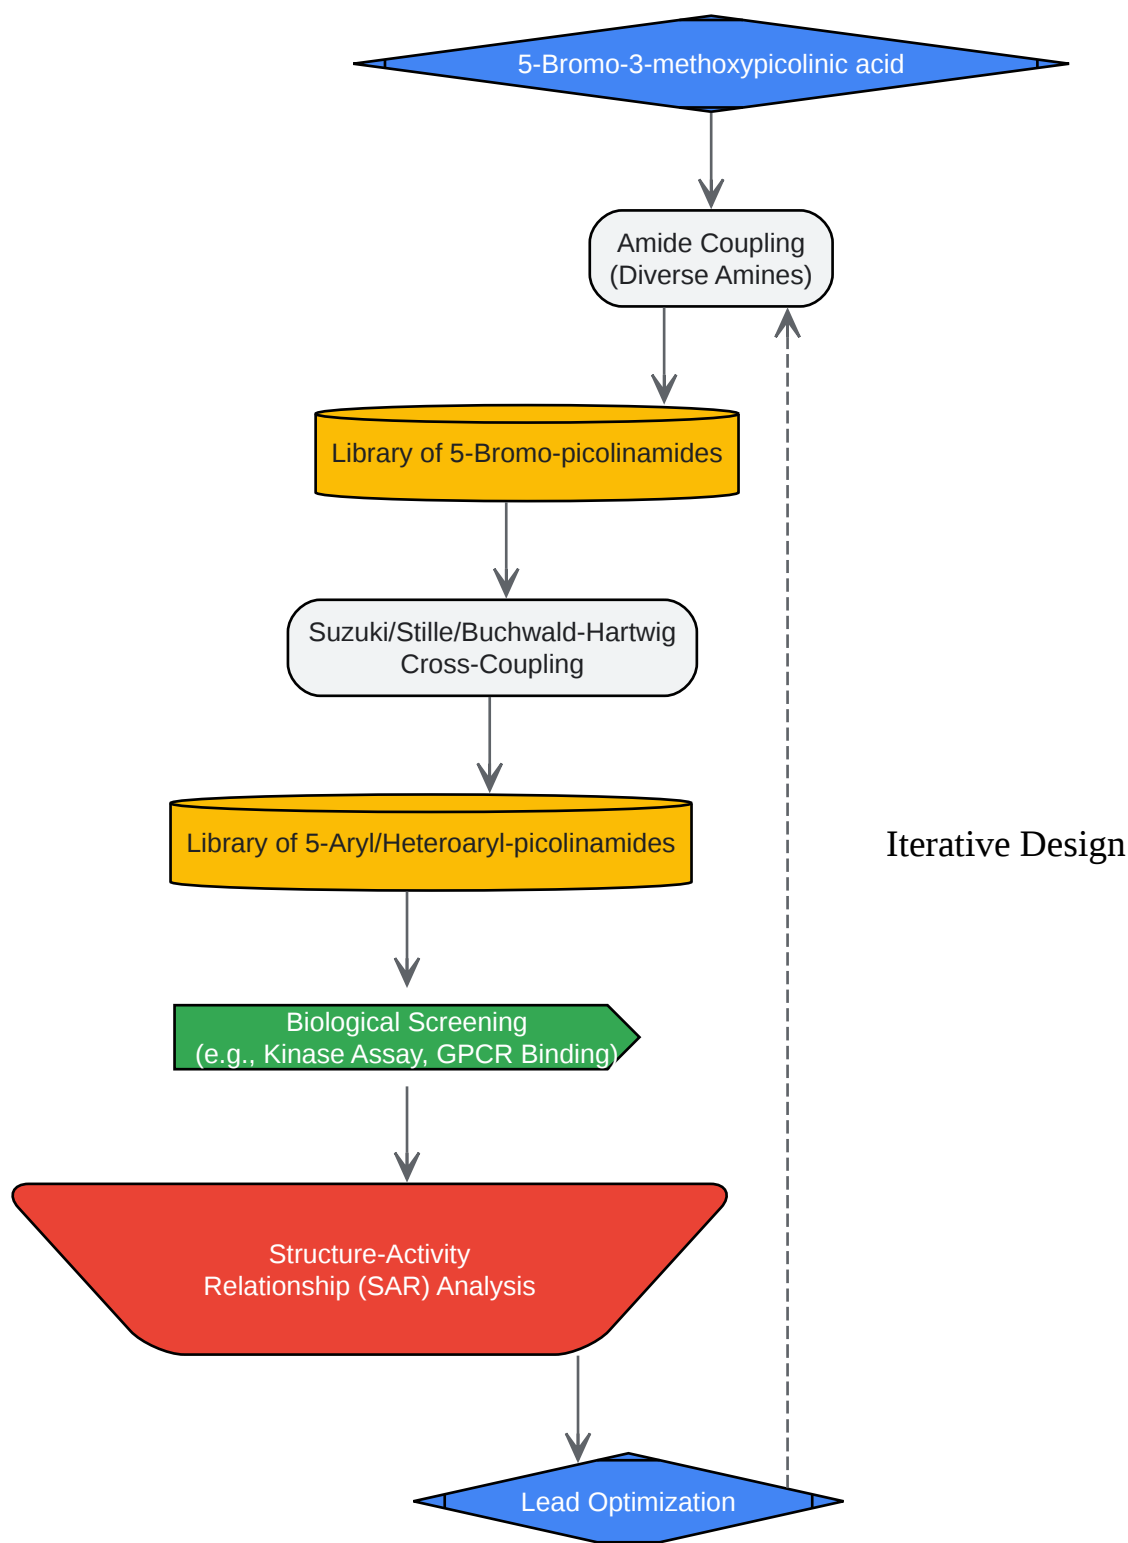 5-Bromo-3-methoxypicolinic acid
Amide Coupling
(Diverse Amines)
Library of 5-Bromo-picolinamides
Suzuki/Stille/Buchwald-Hartwig
Cross-Coupling
Library of 5-Aryl/Heteroaryl-picolinamides
Iterative Design
Biological Screening
(e.g., Kinase Assay, GPCR Binding)
Structure-Activity
Relationship (SAR) Analysis
Lead Optimization